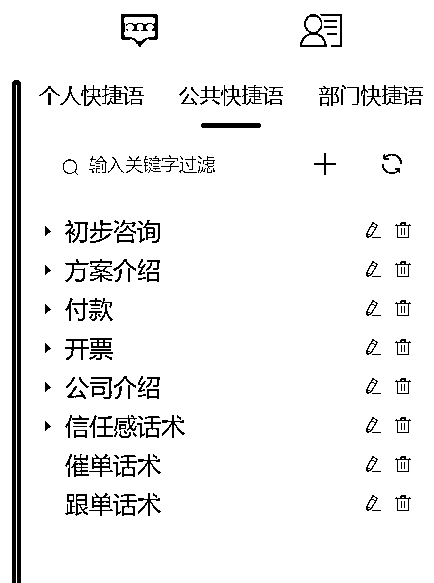 个人快捷语 公共快捷语 部门快捷语
输入关键字过滤
初步咨询
方案介绍
付款
开票
公司介绍
信任感话术
催单话术
跟单话术